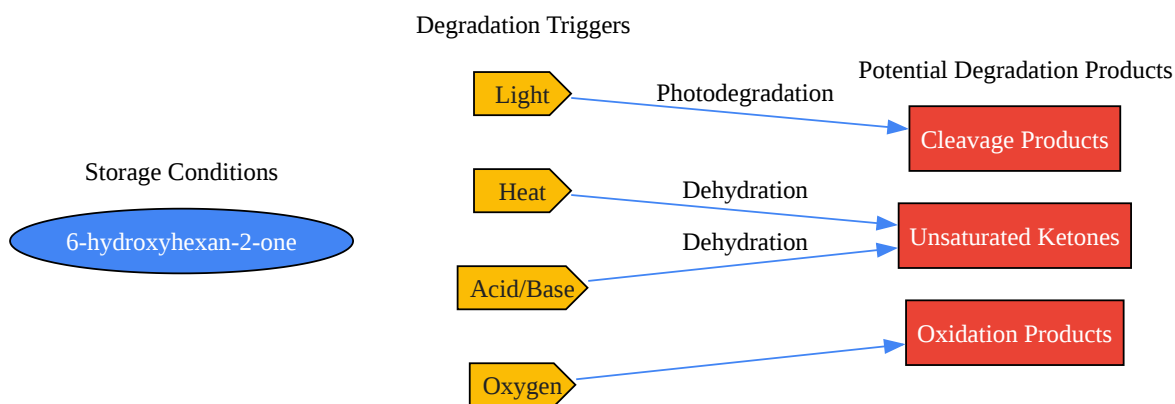 Degradation Triggers
Potential Degradation Products
Light
Photodegradation
Cleavage Products
Storage Conditions
Heat
Dehydration
6-hydroxyhexan-2-one
Unsaturated Ketones
Dehydration
Acid/Base
Oxidation Products
Oxygen